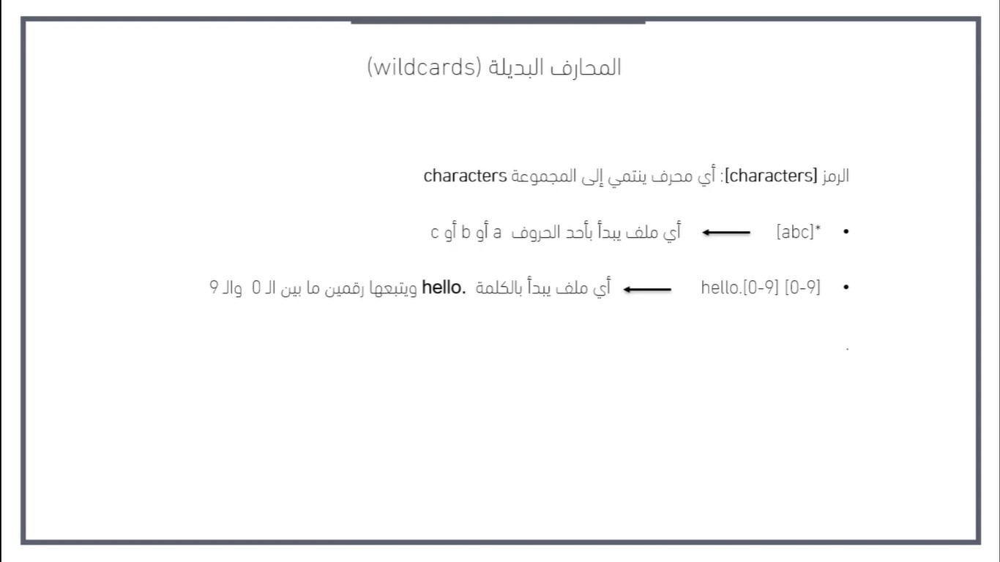 المحارف البديلة (wildcards)
الرمز [characters]: أي محرف ينتمي إلى المجموعة characters
• [abc]* أي ملف يبدأ بأحد الحروف a أو b أو c
• hello.[0-9] [0-9] أي ملف يبدأ بالكلمة hello. ويتبعها رقمين ما بين الـ 0 والـ 9
.